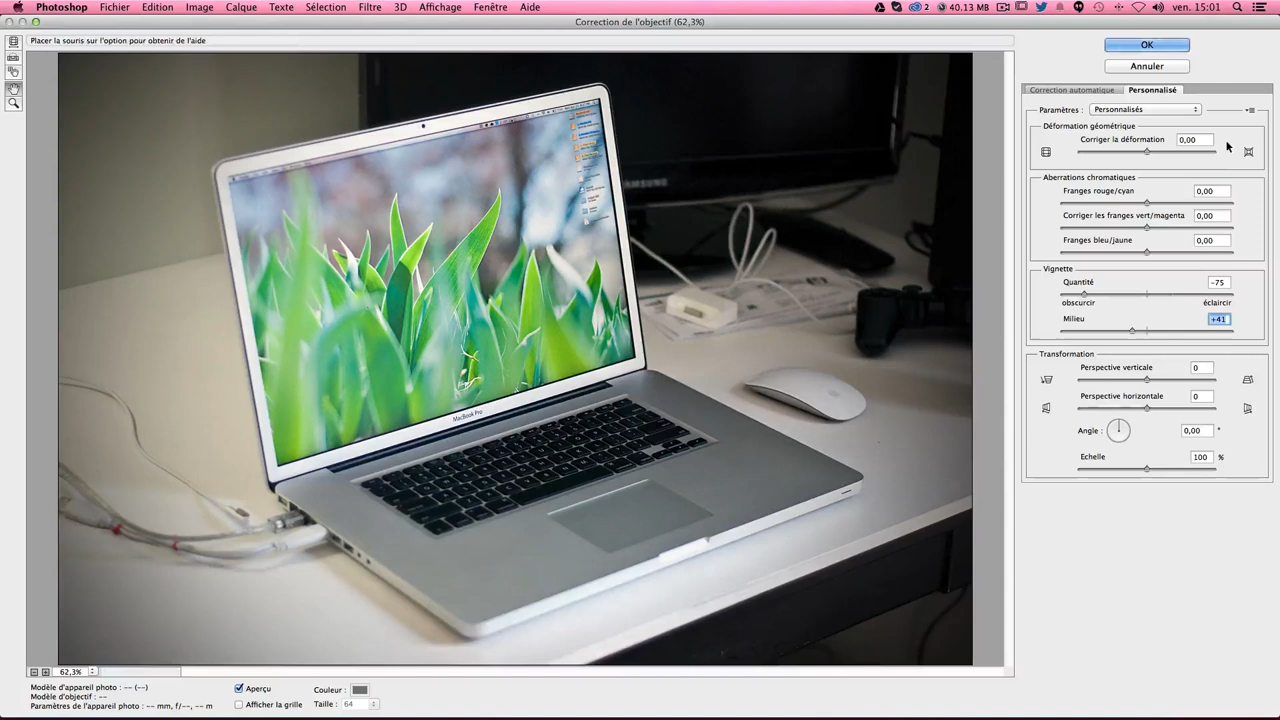 Photoshop Fichier Edition Image Calque Texte Sélection Filtre 3D Affichage Fenêtre Aide 2 40.13 MB ven. 15:01
Correction de l'objectif (62,3%)
Placer la souris sur l'option pour obtenir de l'aide
OK
Annuler
Correction automatique Personnalisé
Paramètres : Personnalisés
Déformation géométrique
Corriger la déformation 0,00
Aberrations chromatiques
Franges rouge/cyan 0,00
Corriger les franges vert/magenta 0,00
Franges bleu/jaune 0,00
Vignette
Quantité -75
obscurcir éclaircir
Milieu +41
Transformation
Perspective verticale 0
Perspective horizontale 0
Angle : 0,00 °
Echelle 100 %
SAMSUNG
MacBook Pro
62,3%
Modèle d'appareil photo : -- (--)
Modèle d'objectif : --
Paramètres de l'appareil photo : -- mm, f/--, -- m
Aperçu
Afficher la grille
Couleur :
Taille : 64